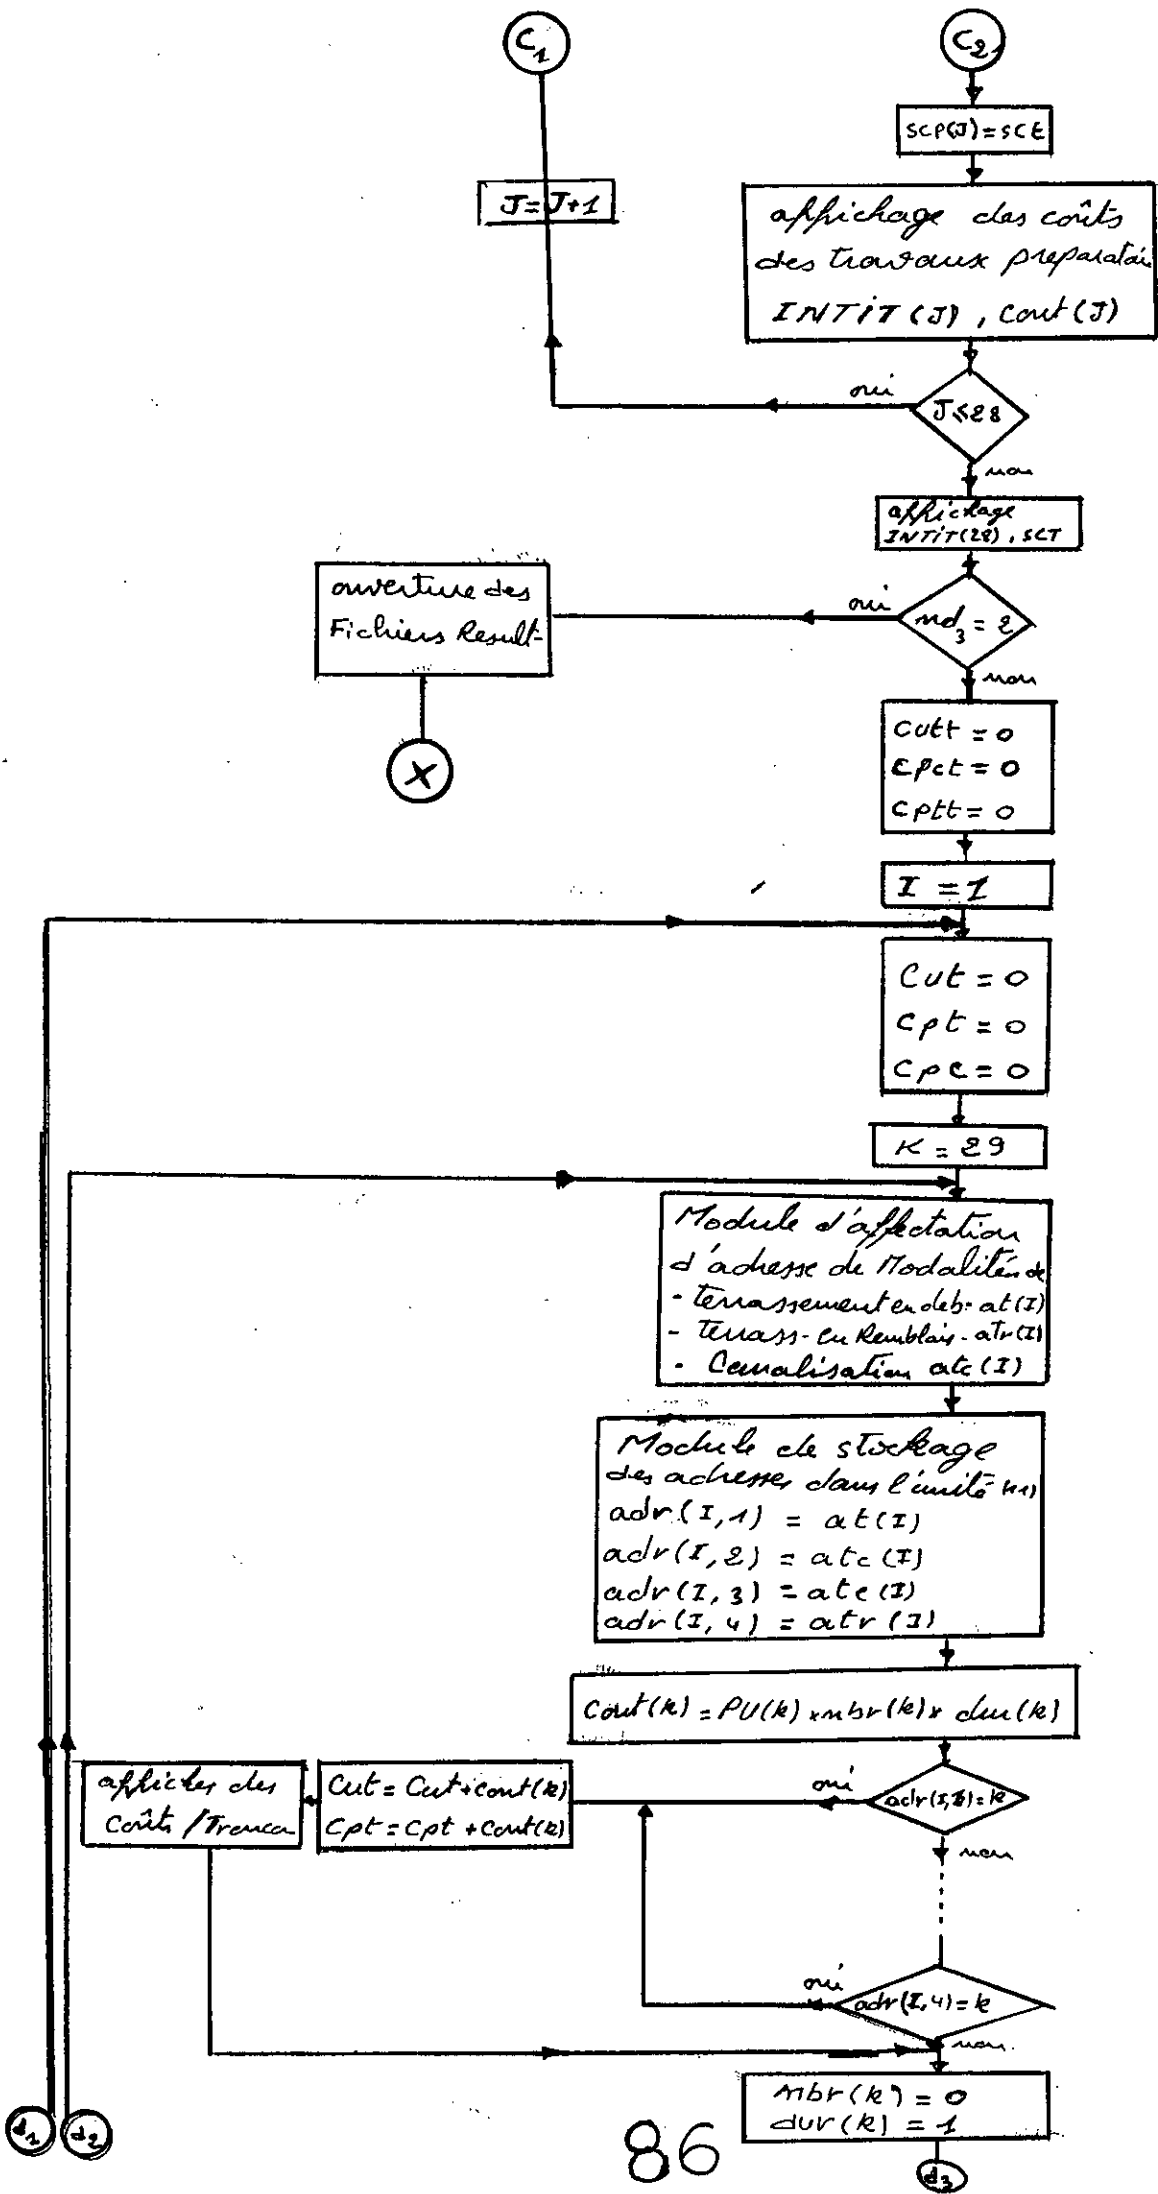 C1
C2
SCP(J) = SCE
J = J+1
affichage des coûts
des travaux preparatoi
INTIT (J) , Cout (J)
oui
J ≤ 28
non
affichage
INTIT(28) , SCT
ouverture des
Fichiers Result-
oui
nd3 = 2
non
X
Cutt = 0
Cpct = 0
Cptt = 0
I = 1
Cut = 0
Cpt = 0
Cpc = 0
K = 29
Module d'affectation
d'adresse de Modalités de
- terrassement en deb- at(I)
- Terrass- en Remblais- atr(I)
- Canalisation atc(I)
Module de stockage
des adresses dans l'unité
adr(I,1) = at(I)
adr(I,2) = atc(I)
adr(I,3) = ate(I)
adr(I,4) = atr(I)
Cout(k) = PU(k) x nbr(k) x dur(k)
affiches des
Coûts / Tronca
Cut = Cut + cout(k)
Cpt = Cpt + Cout(k)
oui
= k
non
oui
adr(I,4) = k
non
nbr(k) = 0
dur(k) = 1
d1
d2
86
d3